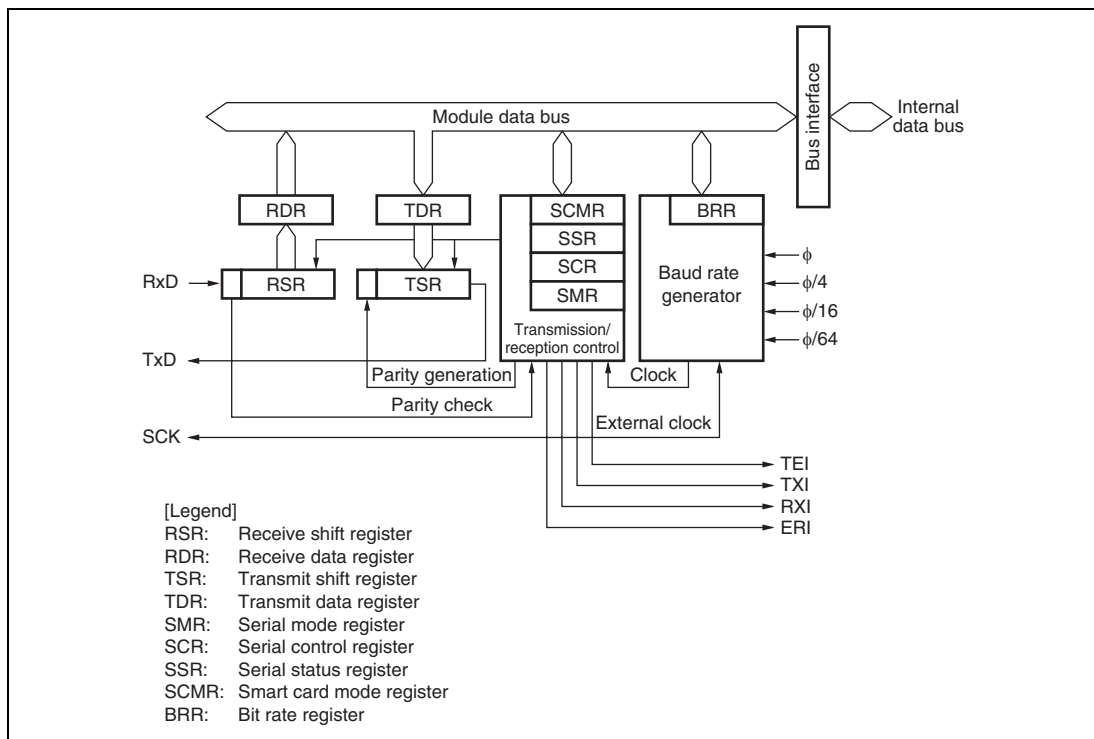 Module data bus
Bus interface
Internal
data bus
RDR
TDR
SCMR
BRR
SSR
SCR
SMR
RxD
RSR
TSR
Baud rate
generator
ϕ
ϕ/4
ϕ/16
ϕ/64
Transmission/
reception control
TxD
Parity generation
Clock
Parity check
External clock
SCK
TEI
TXI
RXI
ERI
[Legend]
RSR: Receive shift register
RDR: Receive data register
TSR: Transmit shift register
TDR: Transmit data register
SMR: Serial mode register
SCR: Serial control register
SSR: Serial status register
SCMR: Smart card mode register
BRR: Bit rate register